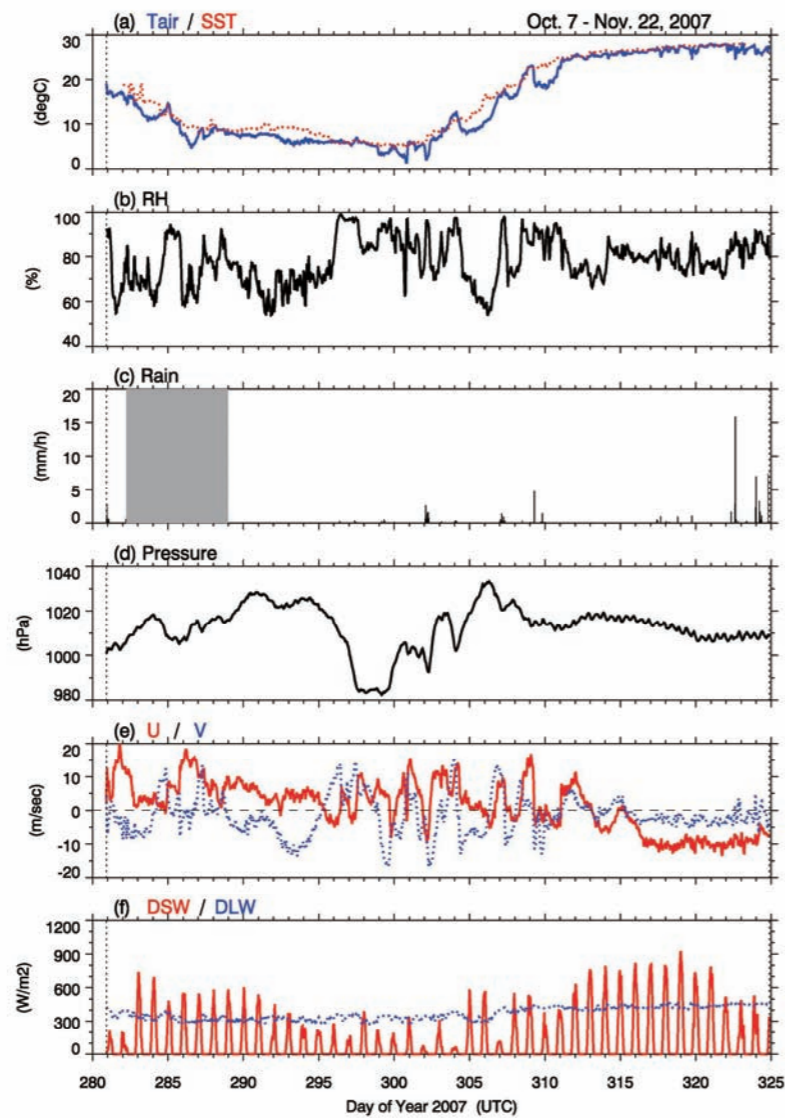 (a) Tair / SST Oct. 7 - Nov. 22, 2007
30
20
10
0
(degC)
(b) RH
100
80
60
40
(%)
(c) Rain
20
15
10
5
0
(mm/h)
(d) Pressure
1040
1020
1000
980
(hPa)
(e) U / V
20
10
0
-10
-20
(m/sec)
(f) DSW / DLW
1200
900
600
300
0
(W/m2)
280 285 290 295 300 305 310 315 320 325
Day of Year 2007 (UTC)